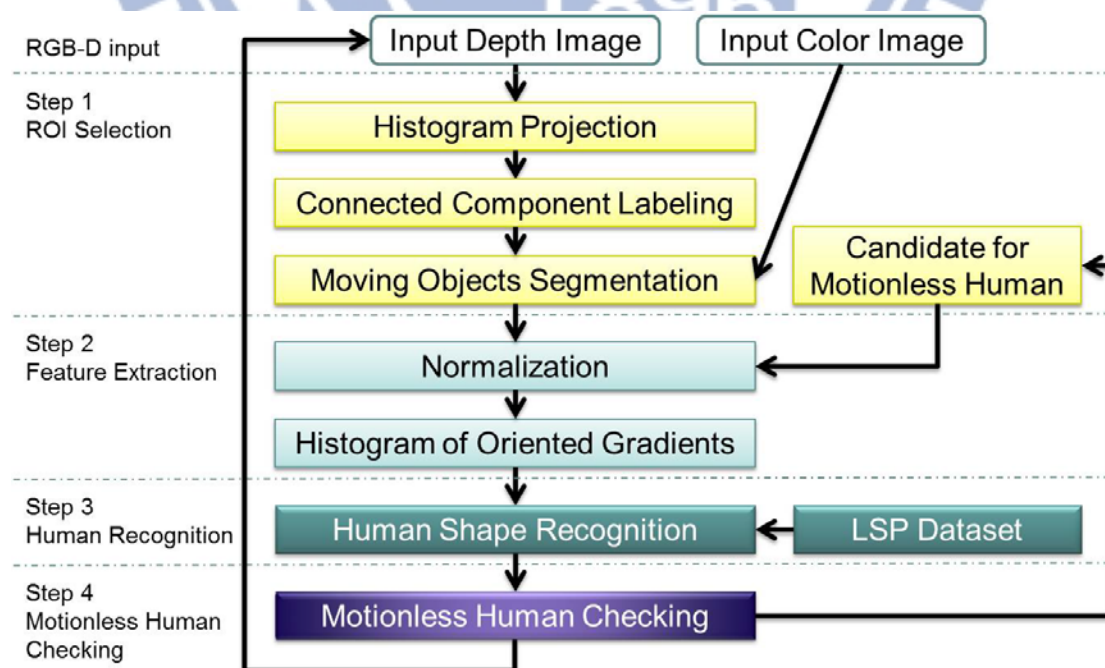 RGB-D input
Input Depth Image
Input Color Image
Step 1
ROI Selection
Histogram Projection
Connected Component Labeling
Moving Objects Segmentation
Candidate for
Motionless Human
Step 2
Feature Extraction
Normalization
Histogram of Oriented Gradients
Step 3
Human Recognition
Human Shape Recognition
LSP Dataset
Step 4
Motionless Human
Checking
Motionless Human Checking